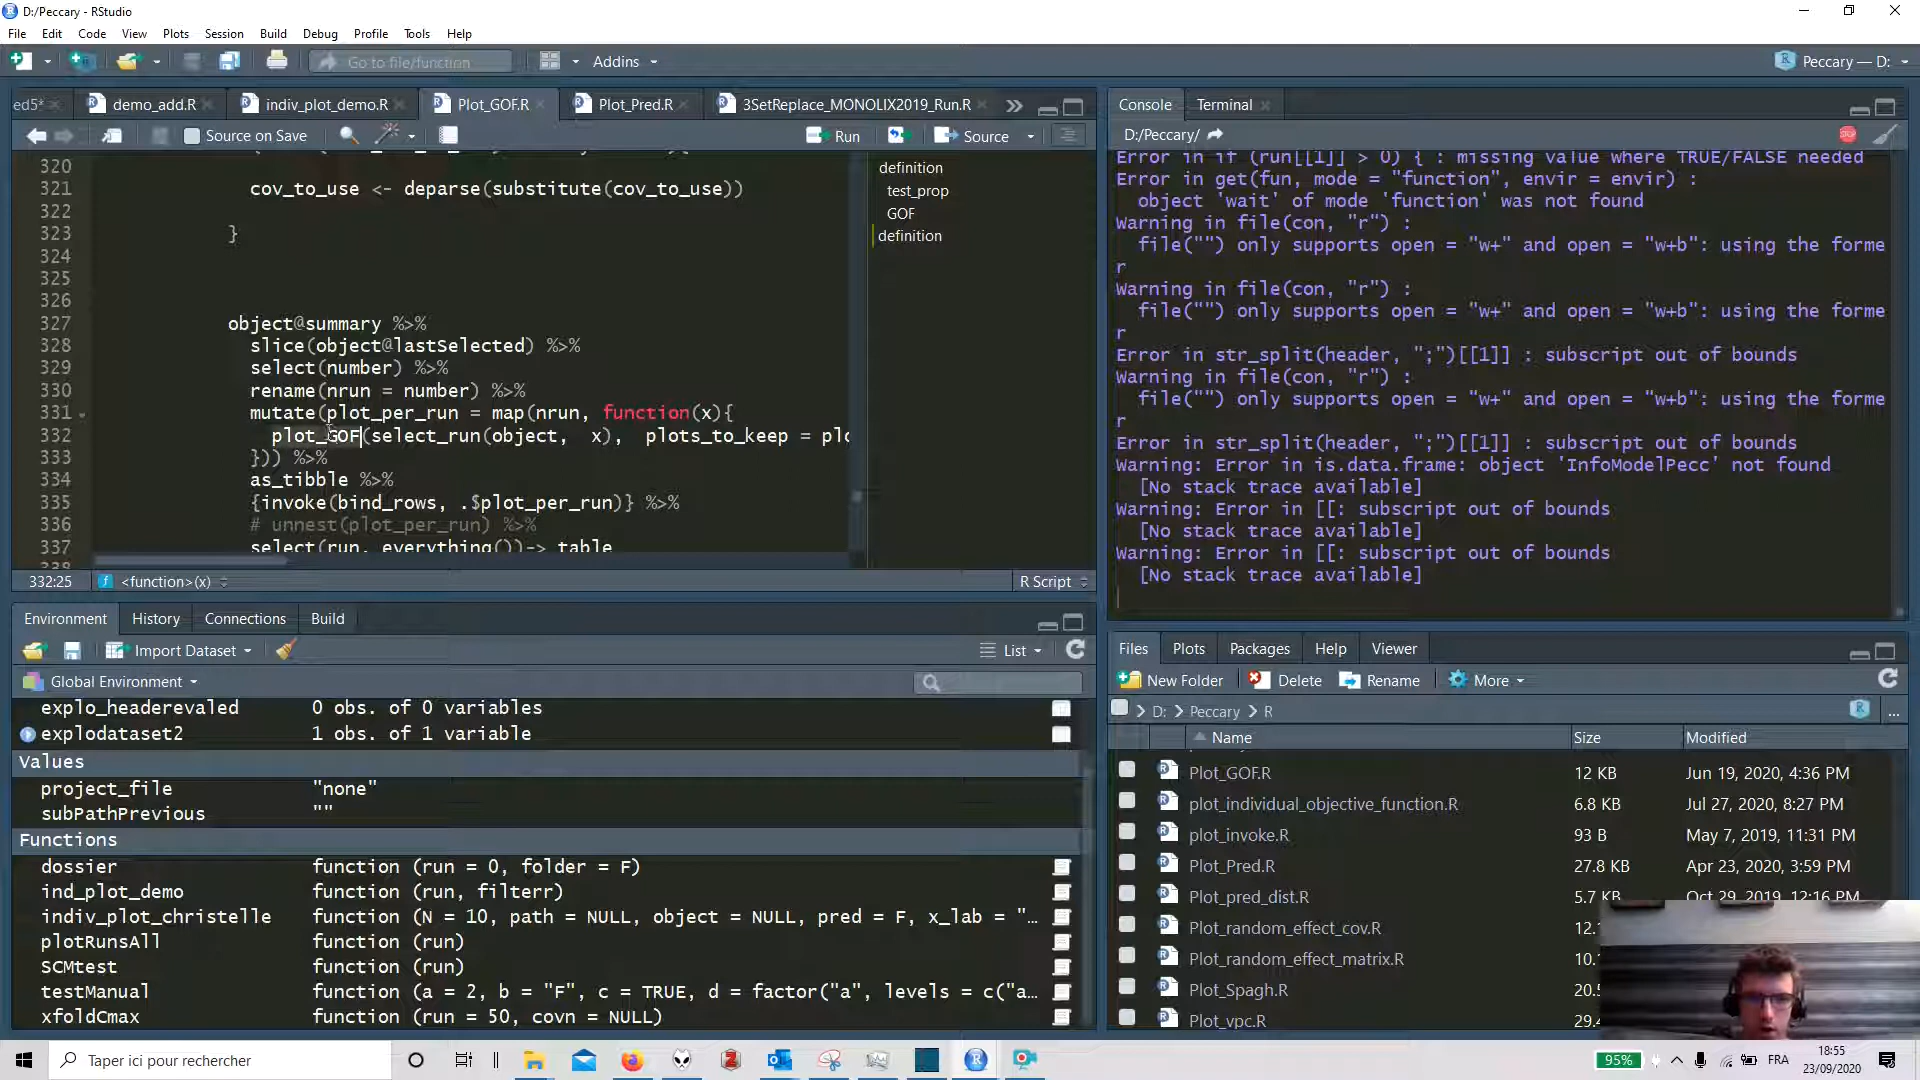 D:/Peccary - RStudio
File Edit Code View Plots Session Build Debug Profile Tools Help
Go to file/function Addins Peccary — D:
ed5* demo_add.R indiv_plot_demo.R Plot_GOF.R Plot_Pred.R 3SetReplace_MONOLIX2019_Run.R
Source on Save Run Source
320
321 cov_to_use <- deparse(substitute(cov_to_use))
322
323 }
324
325
326
327 object@summary %>%
328 slice(object@lastSelected) %>%
329 select(number) %>%
330 rename(nrun = number) %>%
331 mutate(plot_per_run = map(nrun, function(x){
332 plot_GOF(select_run(object, x), plots_to_keep = plo
333 })) %>%
334 as_tibble %>%
335 {invoke(bind_rows, .$plot_per_run)} %>%
336 # unnest(plot_per_run) %>%
337 select(run, everything())-> table
338
definition
test_prop
GOF
definition
332:25 <function>(x) R Script
Console Terminal
D:/Peccary/
Error in if (run[[1]] > 0) { : missing value where TRUE/FALSE needed
Error in get(fun, mode = "function", envir = envir) :
object 'wait' of mode 'function' was not found
Warning in file(con, "r") :
file("") only supports open = "w+" and open = "w+b": using the forme
r
Warning in file(con, "r") :
file("") only supports open = "w+" and open = "w+b": using the forme
r
Error in str_split(header, ";")[[1]] : subscript out of bounds
Warning in file(con, "r") :
file("") only supports open = "w+" and open = "w+b": using the forme
r
Error in str_split(header, ";")[[1]] : subscript out of bounds
Warning: Error in is.data.frame: object 'InfoModelPecc' not found
[No stack trace available]
Warning: Error in [[: subscript out of bounds
[No stack trace available]
Warning: Error in [[: subscript out of bounds
[No stack trace available]
Environment History Connections Build
Import Dataset List
Global Environment
explo_headerevaled 0 obs. of 0 variables
explodataset2 1 obs. of 1 variable
Values
project_file "none"
subPathPrevious ""
Functions
dossier function (run = 0, folder = F)
ind_plot_demo function (run, filterr)
indiv_plot_christelle function (N = 10, path = NULL, object = NULL, pred = F, x_lab = "…
plotRunsAll function (run)
SCMtest function (run)
testManual function (a = 2, b = "F", c = TRUE, d = factor("a", levels = c("a…
xfoldCmax function (run = 50, covn = NULL)
Files Plots Packages Help Viewer
New Folder Delete Rename More
D: Peccary R
Name Size Modified
Plot_GOF.R 12 KB Jun 19, 2020, 4:36 PM
plot_individual_objective_function.R 6.8 KB Jul 27, 2020, 8:27 PM
plot_invoke.R 93 B May 7, 2019, 11:31 PM
Plot_Pred.R 27.8 KB Apr 23, 2020, 3:59 PM
Plot_pred_dist.R 5.7 KB Oct 29, 2019, 12:16 PM
Plot_random_effect_cov.R 12.
Plot_random_effect_matrix.R 10.
Plot_Spagh.R 20.5
Plot_vpc.R 29.
Taper ici pour rechercher
95% FRA 18:55
23/09/2020